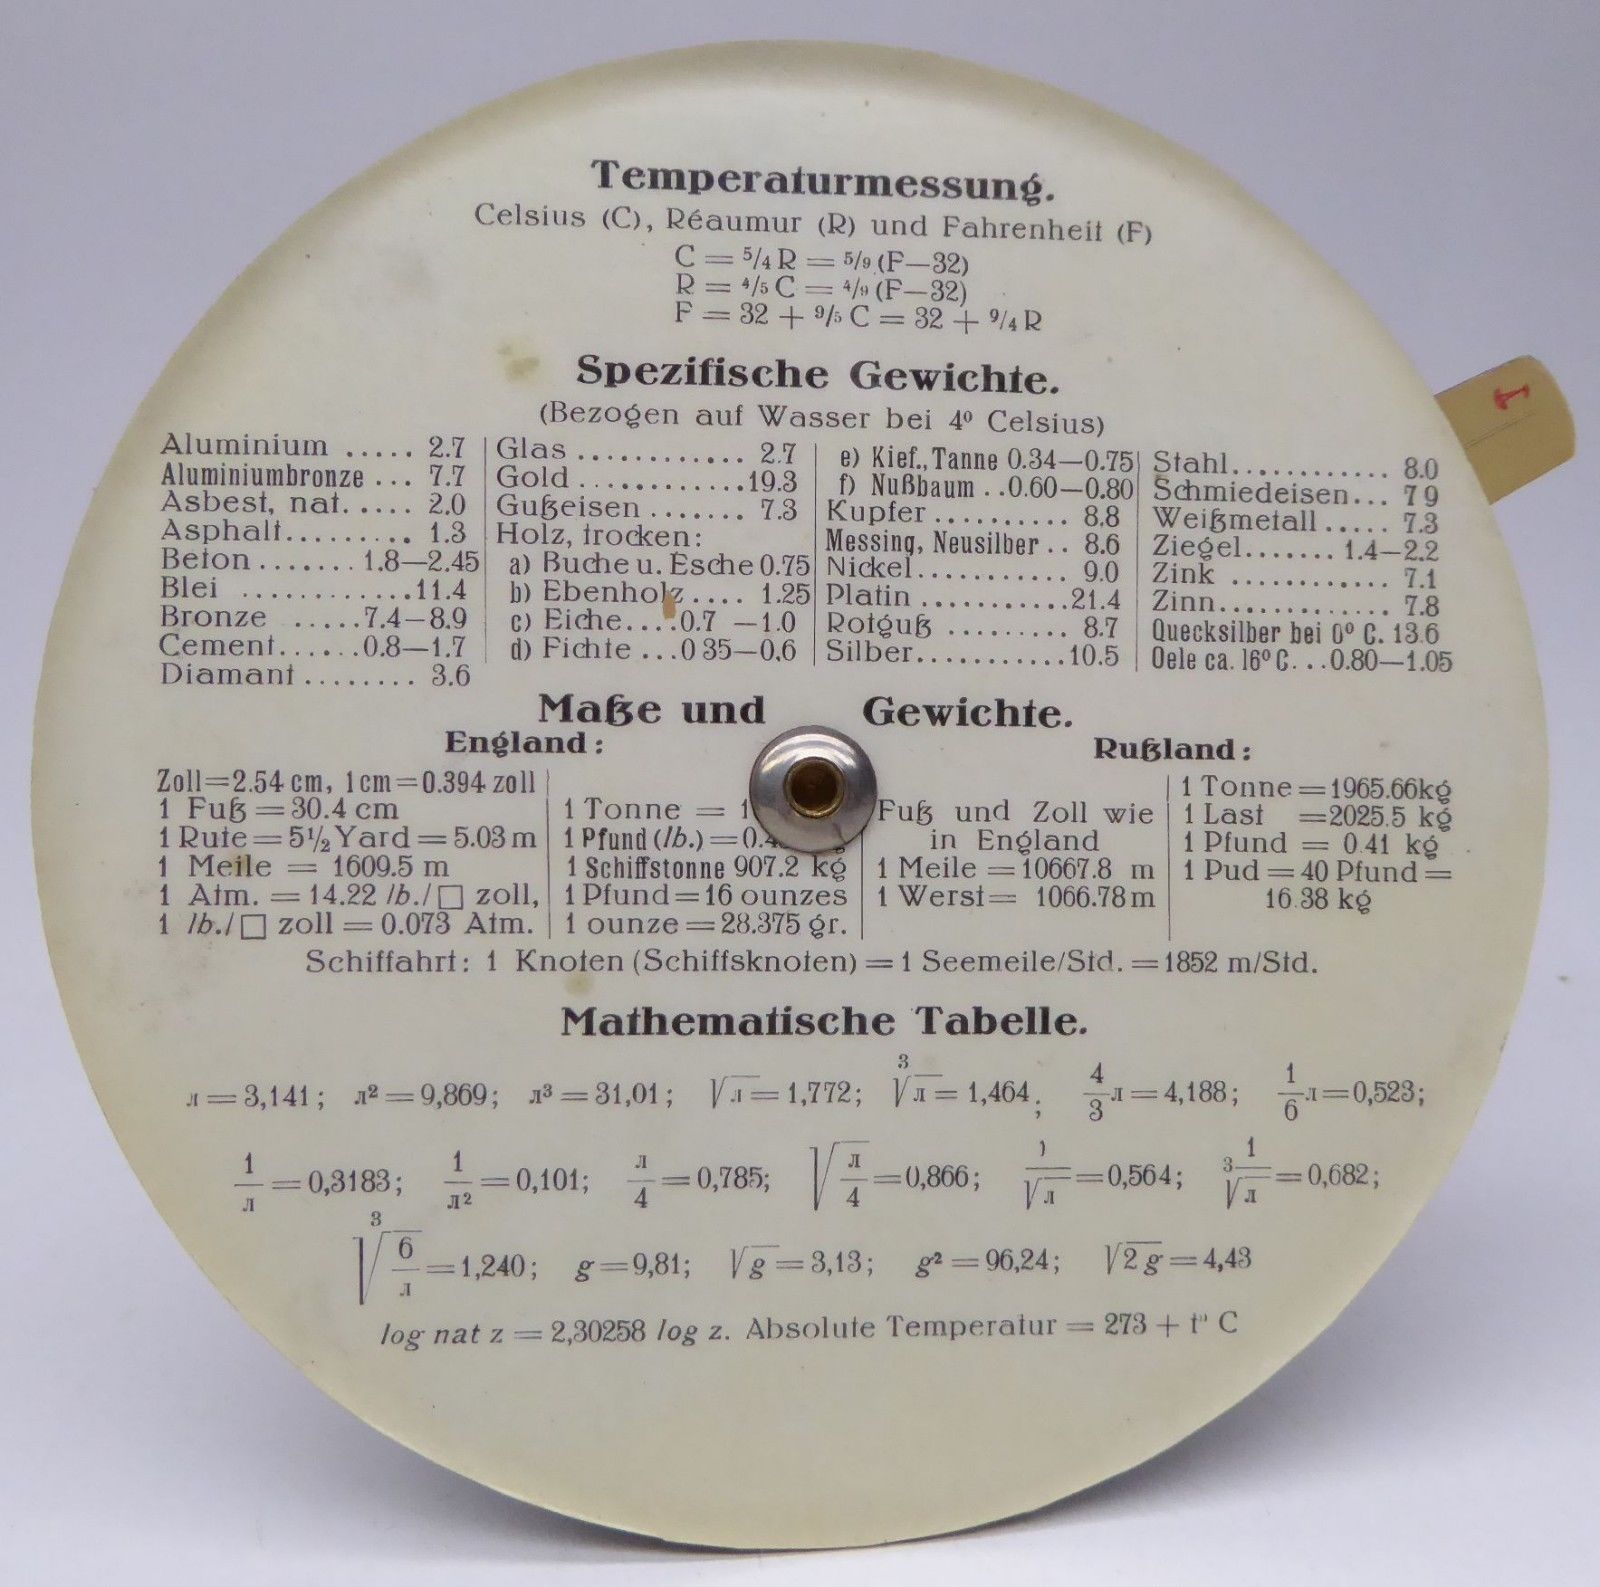 Temperaturmessung.
Celsius (C), Réaumur (R) und Fahrenheit (F)
C = 5/4 R = 5/9 (F—32)
R = 4/5 C = 4/9 (F—32)
F = 32 + 9/5 C = 32 + 9/4 R
Spezifische Gewichte.
(Bezogen auf Wasser bei 4º Celsius)
Aluminium ..... 2.7
Aluminiumbronze ... 7.7
Asbest, nat. .... 2.0
Asphalt......... 1.3
Beton ....... 1.8—2.45
Blei ............11.4
Bronze .....7.4—8.9
Cement......0.8—1.7
Diamant ........ 3.6
Glas ............ 2.7
Gold ............19.3
Gußeisen ....... 7.3
Holz, trocken:
a) Buche u. Esche 0.75
b) Ebenholz .... 1.25
c) Eiche....0.7 —1.0
d) Fichte ...0 35—0.6
e) Kief., Tanne 0.34—0.75
f) Nußbaum ..0.60—0.80
Kupfer .......... 8.8
Messing, Neusilber .. 8.6
Nickel........... 9.0
Platin ...........21.4
Rotguß ......... 8.7
Silber...........10.5
Stahl............ 8.0
Schmiedeisen... 7 9
Weißmetall ..... 7.3
Ziegel....... 1.4—2.2
Zink ............ 7.1
Zinn............. 7.8
Quecksilber bei 0º C. 13.6
Oele ca. 16º C. ..0.80—1.05
Maße und Gewichte.
England:
Zoll=2.54 cm, 1 cm=0.394 zoll
1 Fuß = 30.4 cm
1 Rute = 5½ Yard = 5.03 m
1 Meile = 1609.5 m
1 Atm. = 14.22 lb./□ zoll,
1 lb./□ zoll = 0.073 Atm.
1 Tonne =
1 Pfund (lb.) =
1 Schiffstonne 907.2 kg
1 Pfund = 16 ounzes
1 ounze = 28.375 gr.
Rußland:
Fuß und Zoll wie
in England
1 Meile = 10667.8 m
1 Werst = 1066.78 m
1 Tonne = 1965.66 kg
1 Last = 2025.5 kg
1 Pfund = 0.41 kg
1 Pud = 40 Pfund =
16.38 kg
Schiffahrt: 1 Knoten (Schiffsknoten) = 1 Seemeile/Std. = 1852 m/Std.
Mathematische Tabelle.
π = 3,141; π² = 9,869; π³ = 31,01; √π = 1,772; ³√π = 1,464; 4/3 π = 4,188; 1/6 π = 0,523;
1/π = 0,3183; 1/π² = 0,101; π/4 = 0,785; √(π/4) = 0,866; 1/√π = 0,564; 1/³√π = 0,682;
³√(6/π) = 1,240; g = 9,81; √g = 3,13; g² = 96,24; √2g = 4,43
log nat z = 2,30258 log z. Absolute Temperatur = 273 + tº C
I